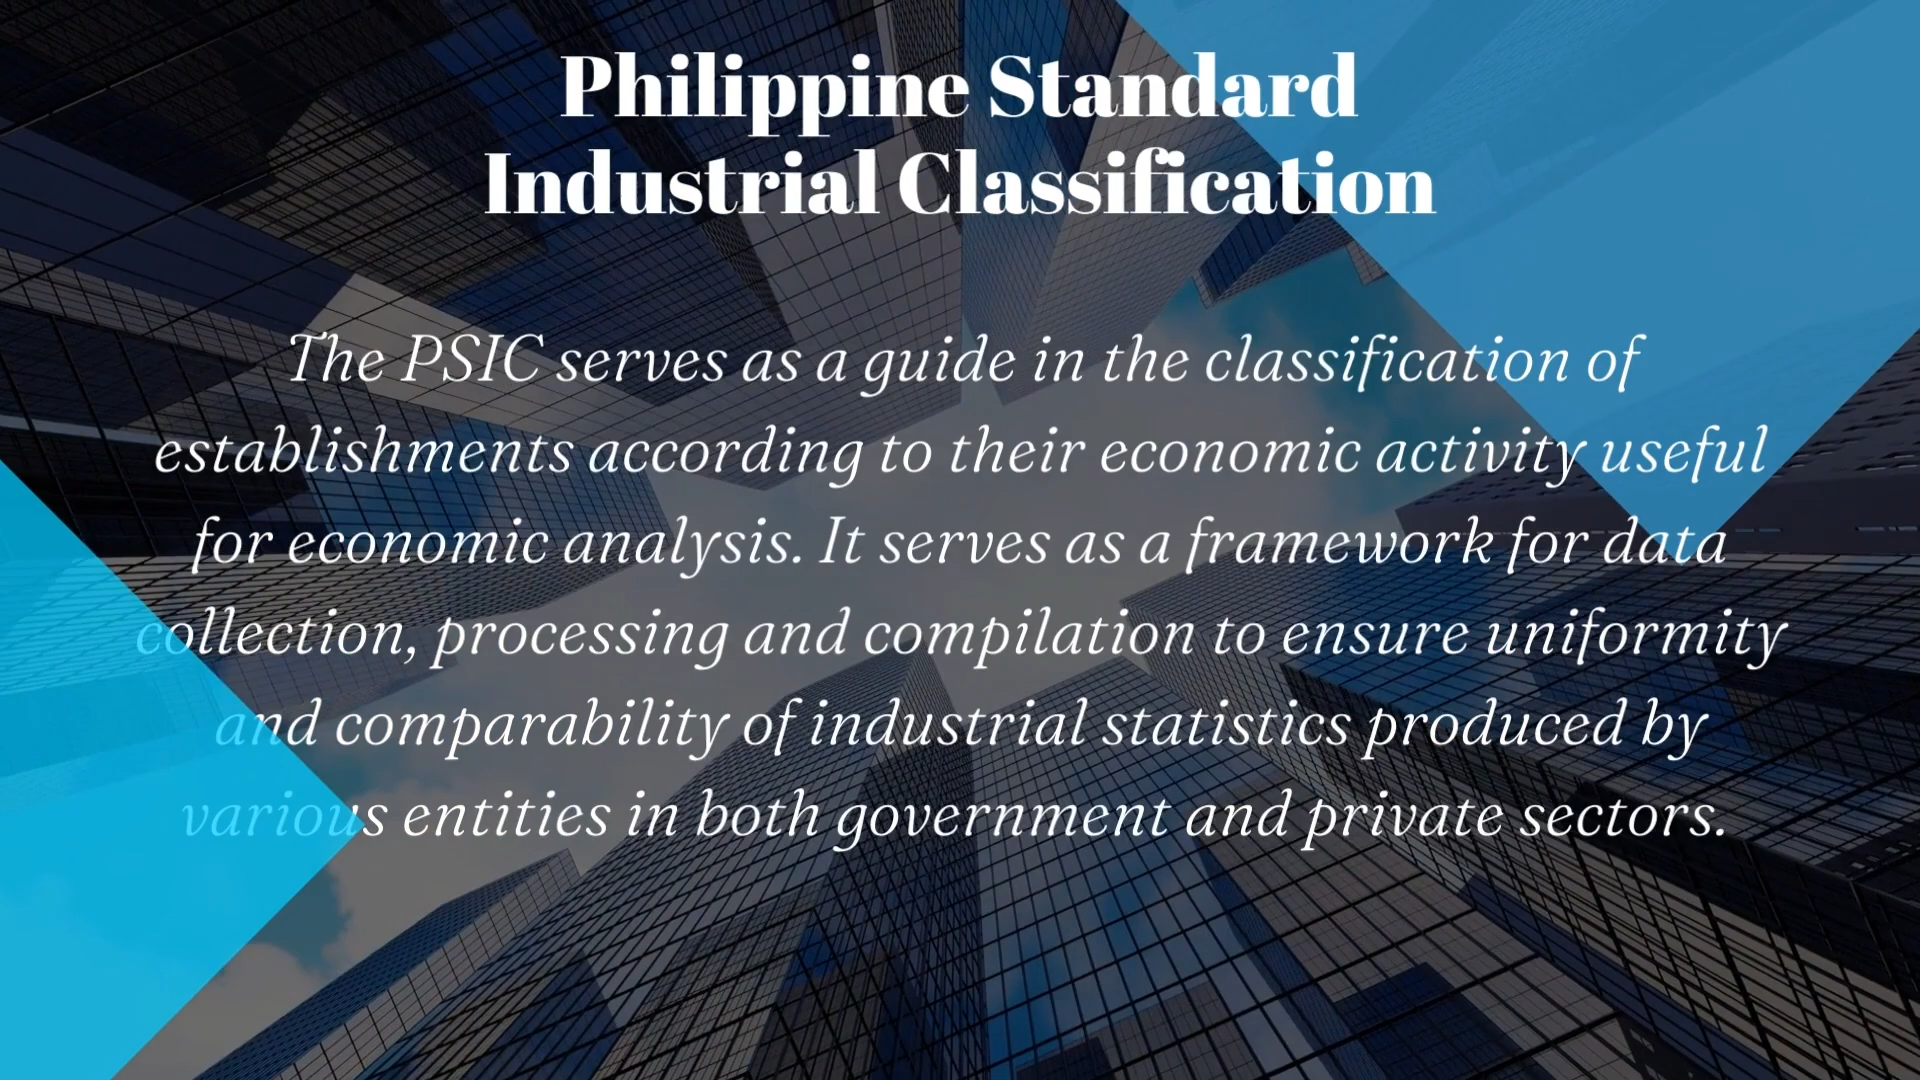 Philippine Standard
Industrial Classification
The PSIC serves as a guide in the classification of
establishments according to their economic activity useful
for economic analysis. It serves as a framework for data
collection, processing and compilation to ensure uniformity
and comparability of industrial statistics produced by
various entities in both government and private sectors.